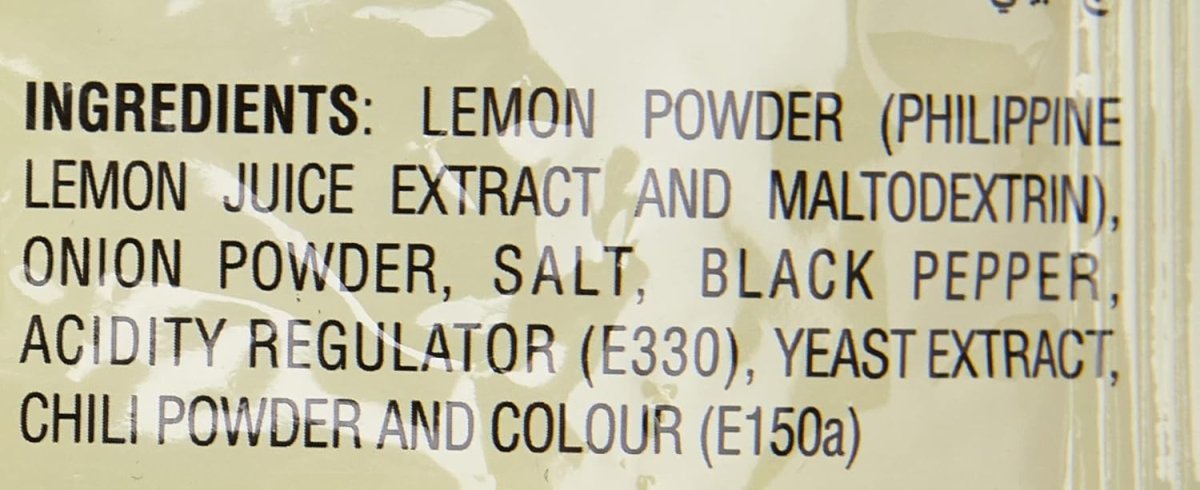 INGREDIENTS: LEMON POWDER (PHILIPPINE
LEMON JUICE EXTRACT AND MALTODEXTRIN),
ONION POWDER, SALT, BLACK PEPPER,
ACIDITY REGULATOR (E330), YEAST EXTRACT,
CHILI POWDER AND COLOUR (E150a)